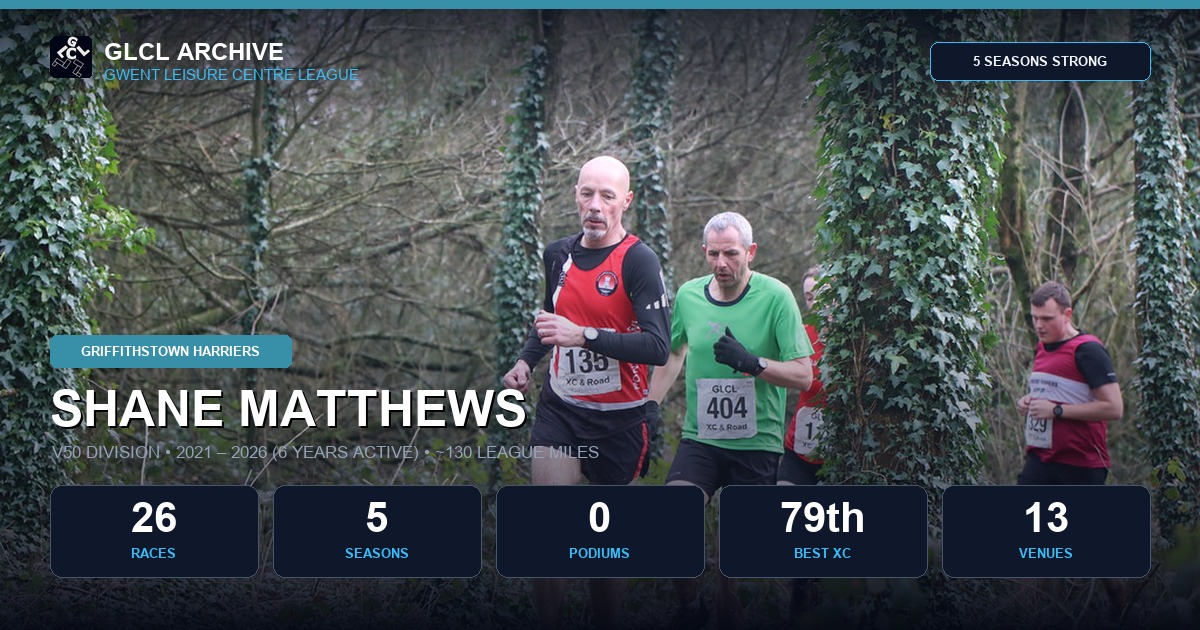 GLCL ARCHIVE
GWENT LEISURE CENTRE LEAGUE
5 SEASONS STRONG
135
XC & Road
GLCL
404
XC & Road
329
GRIFFITHSTOWN HARRIERS
SHANE MATTHEWS
V50 DIVISION • 2021 – 2026 (6 YEARS ACTIVE) • ~130 LEAGUE MILES
26
RACES
5
SEASONS
0
PODIUMS
79th
BEST XC
13
VENUES